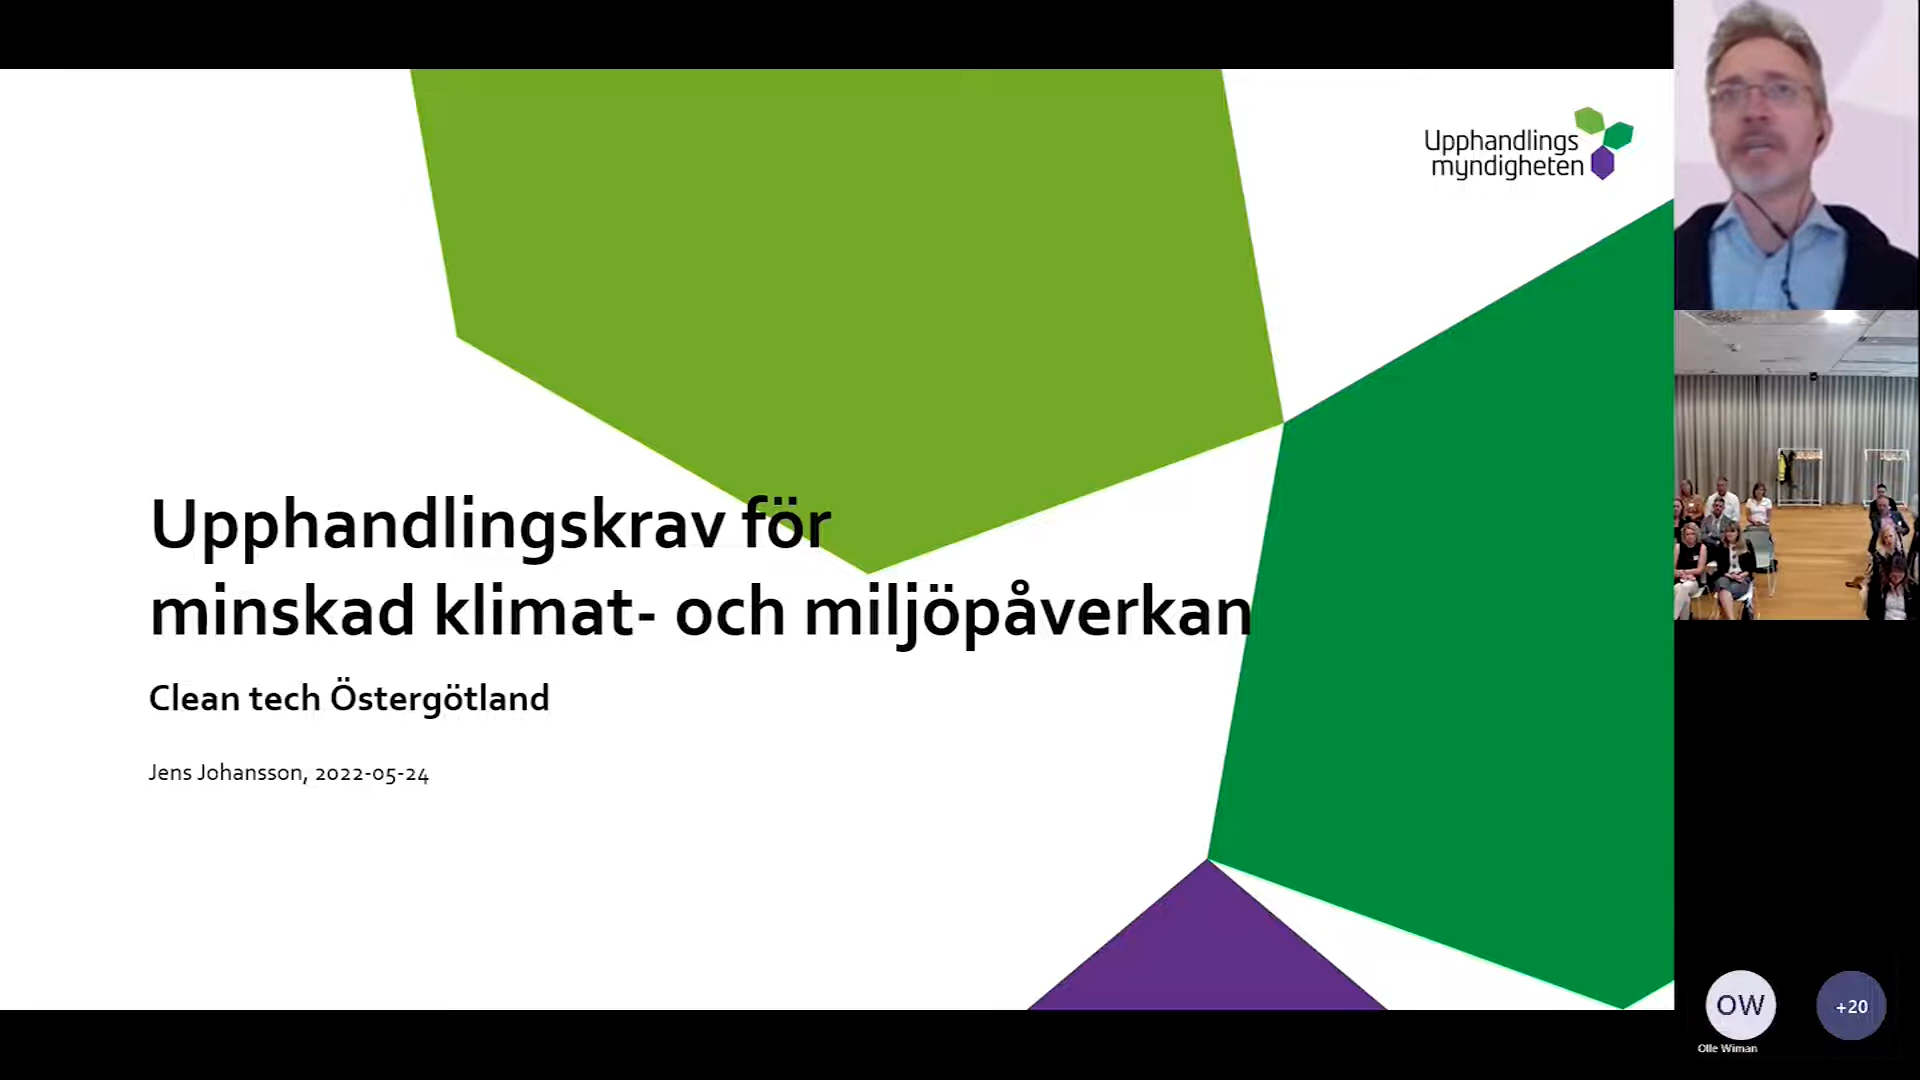 Upphandlings
myndigheten
Upphandlingskrav för
minskad klimat- och miljöpåverkan
Clean tech Östergötland
Jens Johansson, 2022-05-24
OW
+20
Olle Wiman